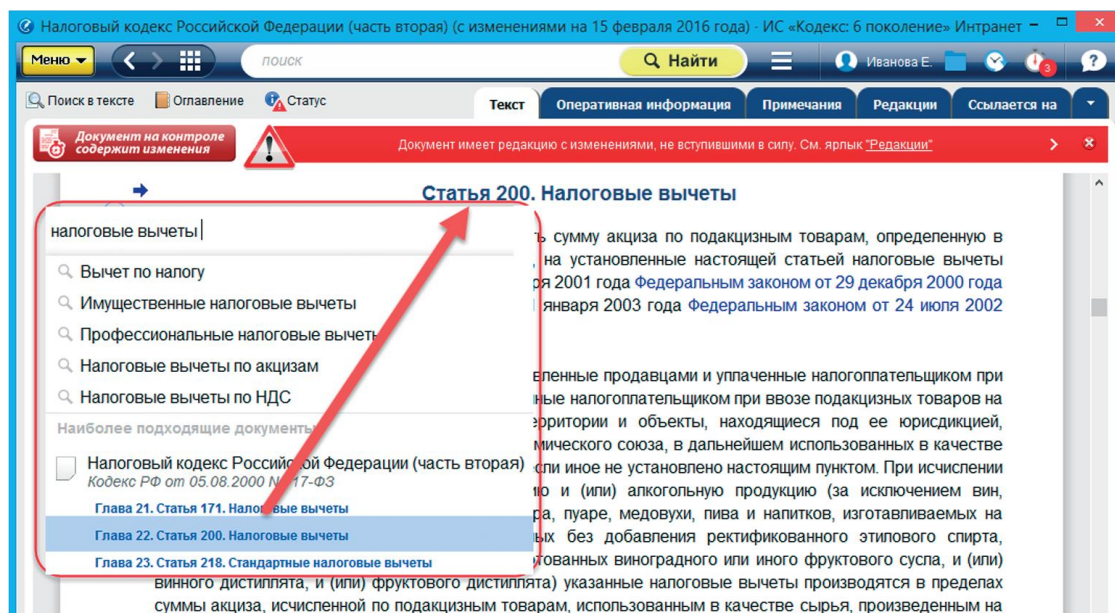 Налоговый кодекс Российской Федерации (часть вторая) (с изменениями на 15 февраля 2016 года) · ИС «Кодекс: 6 поколение» Интранет
Меню
поиск
Найти
Иванова Е.
3
?
Поиск в тексте
Оглавление
Статус
Текст
Оперативная информация
Примечания
Редакции
Ссылается на
Документ на контроле
содержит изменения
Документ имеет редакцию с изменениями, не вступившими в силу. См. ярлык "Редакции"
Статья 200. Налоговые вычеты
налоговые вычеты
Вычет по налогу
Имущественные налоговые вычеты
Профессиональные налоговые вычеты
Налоговые вычеты по акцизам
Налоговые вычеты по НДС
Наиболее подходящие документы
Налоговый кодекс Российской Федерации (часть вторая)
Кодекс РФ от 05.08.2000 17-ФЗ
Глава 21. Статья 171. Налоговые вычеты
Глава 22. Статья 200. Налоговые вычеты
Глава 23. Статья 218. Стандартные налоговые вычеты
сумму акциза по подакцизным товарам, определенную в
, на установленные настоящей статьей налоговые вычеты
2001 года Федеральным законом от 29 декабря 2000 года
января 2003 года Федеральным законом от 24 июля 2002
продавцами и уплаченные налогоплательщиком при
налогоплательщиком при ввозе подакцизных товаров на
и объекты, находящиеся под ее юрисдикцией,
союза, в дальнейшем использованных в качестве
иное не установлено настоящим пунктом. При исчислении
и (или) алкогольную продукцию (за исключением вин,
пуаре, медовухи, пива и напитков, изготавливаемых на
без добавления ректификованного этилового спирта,
виноградного или иного фруктового сусла, и (или)
винного дистиллята, и (или) фруктового дистиллята) указанные налоговые вычеты производятся в пределах
суммы акциза, исчисленной по подакцизным товарам, использованным в качестве сырья, произведенным на